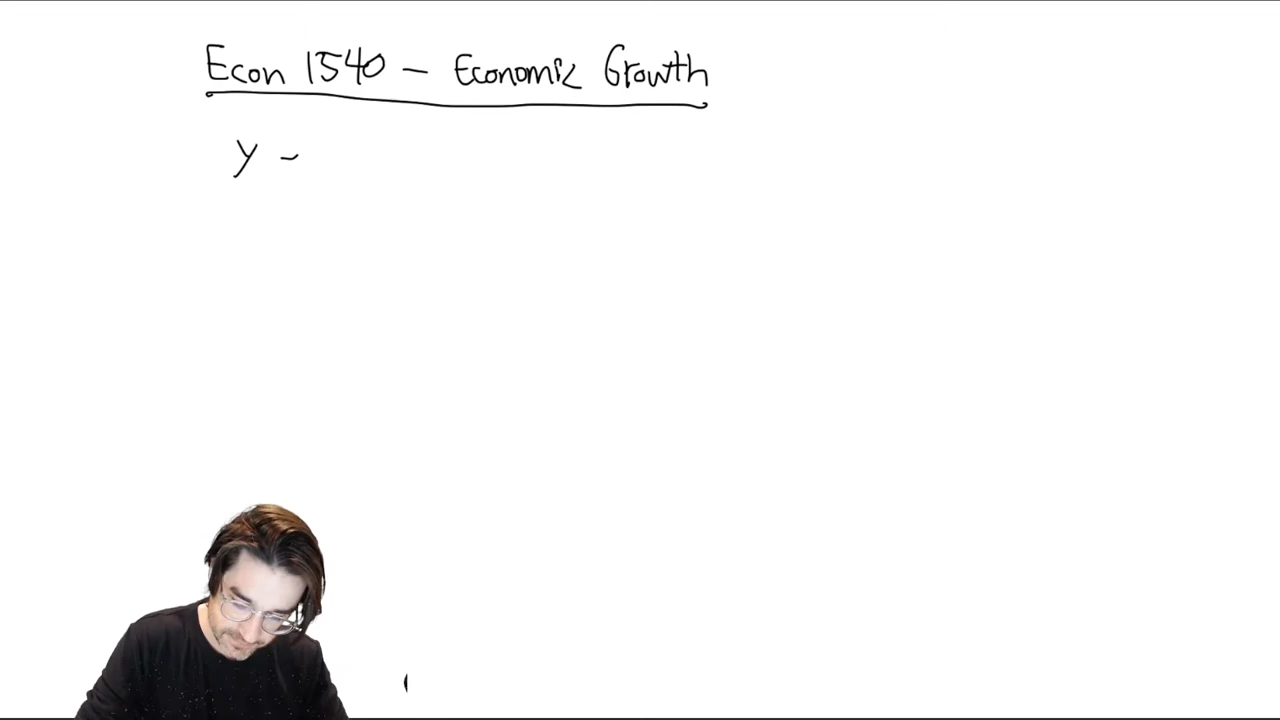 Econ 1540 – Economic Growth
y –